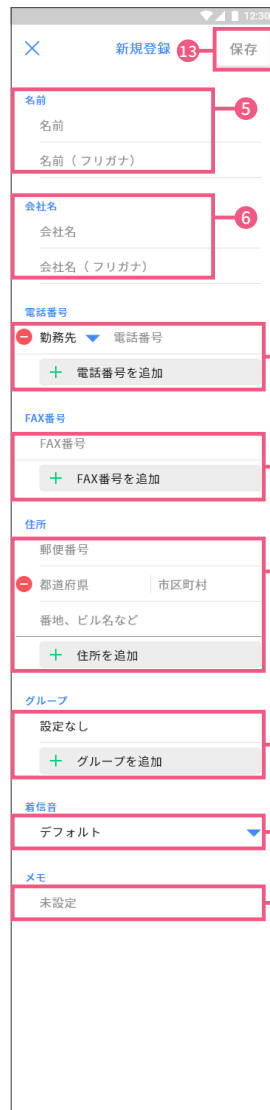 12:30
新規登録 13 保存
名前
5
名前
名前（フリガナ）
会社名
6
会社名
会社名（フリガナ）
電話番号
勤務先 電話番号
+ 電話番号を追加
FAX番号
FAX番号
+ FAX番号を追加
住所
郵便番号
都道府県 市区町村
番地、ビル名など
+ 住所を追加
グループ
設定なし
+ グループを追加
着信音
デフォルト
メモ
未設定